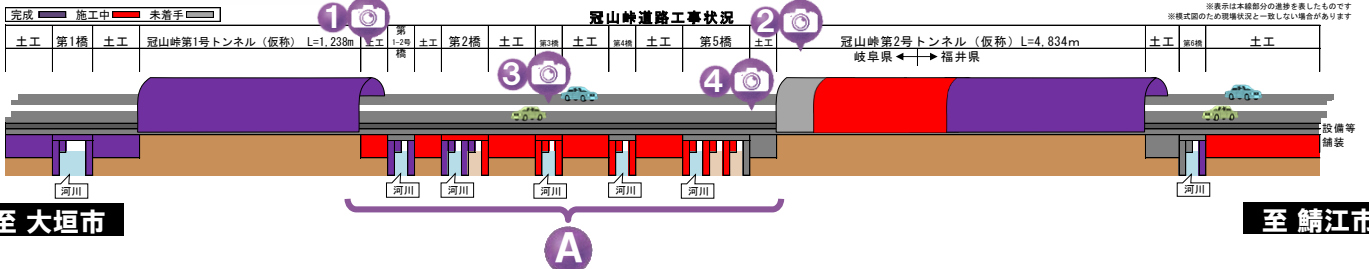 完成 施工中 未着手
冠山峠道路工事状況
※表示は本線部分の進捗を表したものです
※模式図のため現場状況と一致しない場合があります
1
2
土工 第1橋 土工 冠山峠第1号トンネル（仮称） L=1,238m 土工 第1-2号橋 土工 第2橋 土工 第3橋 土工 第4橋 土工 第5橋 土工 冠山峠第2号トンネル（仮称）L=4,834m 土工 第6橋 土工
岐阜県 福井県
3
4
設備等
舗装
河川 河川 河川 河川 河川 河川 河川
至 大垣市
至 鯖江市
A